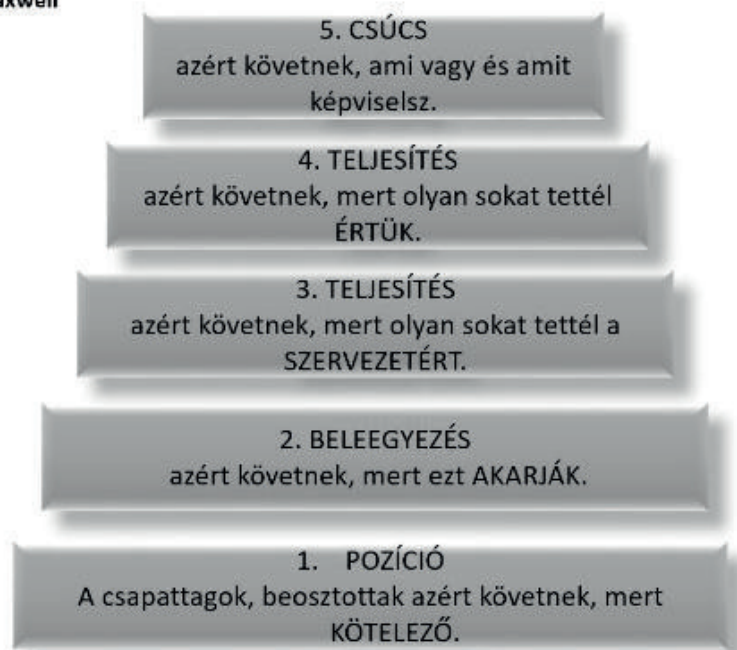 5. CSÚCS
azért követnek, ami vagy és amit
képviselsz.
4. TELJESÍTÉS
azért követnek, mert olyan sokat tettél
ÉRTÜK.
3. TELJESÍTÉS
azért követnek, mert olyan sokat tettél a
SZERVEZETÉRT.
2. BELEEGYEZÉS
azért követnek, mert ezt AKARJÁK.
1. POZÍCIÓ
A csapattagok, beosztottak azért követnek, mert
KÖTELEZŐ.